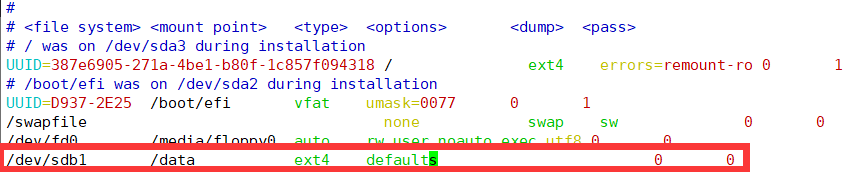 #
# <file system> <mount point>   <type>  <options>       <dump>  <pass>
# / was on /dev/sda3 during installation
UUID=387e6905-271a-4be1-b80f-1c857f094318 /               ext4    errors=remount-ro 0       1
# /boot/efi was on /dev/sda2 during installation
UUID=D937-2E25  /boot/efi       vfat    umask=0077      0       1
/swapfile                                 none            swap    sw              0       0
/dev/fd0        /media/floppy0  auto    rw,user,noauto,exec,utf8 0       0
/dev/sdb1       /data           ext4    defaults                        0       0